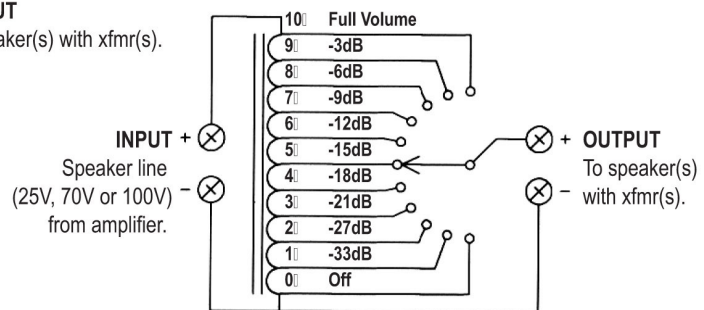 UT
aker(s) with xfmr(s).
10 Full Volume
9 -3dB
8 -6dB
7 -9dB
6 -12dB
5 -15dB
4 -18dB
3 -21dB
2 -27dB
1 -33dB
0 Off
INPUT +
Speaker line
(25V, 70V or 100V) –
from amplifier.
+ OUTPUT
To speaker(s)
– with xfmr(s).